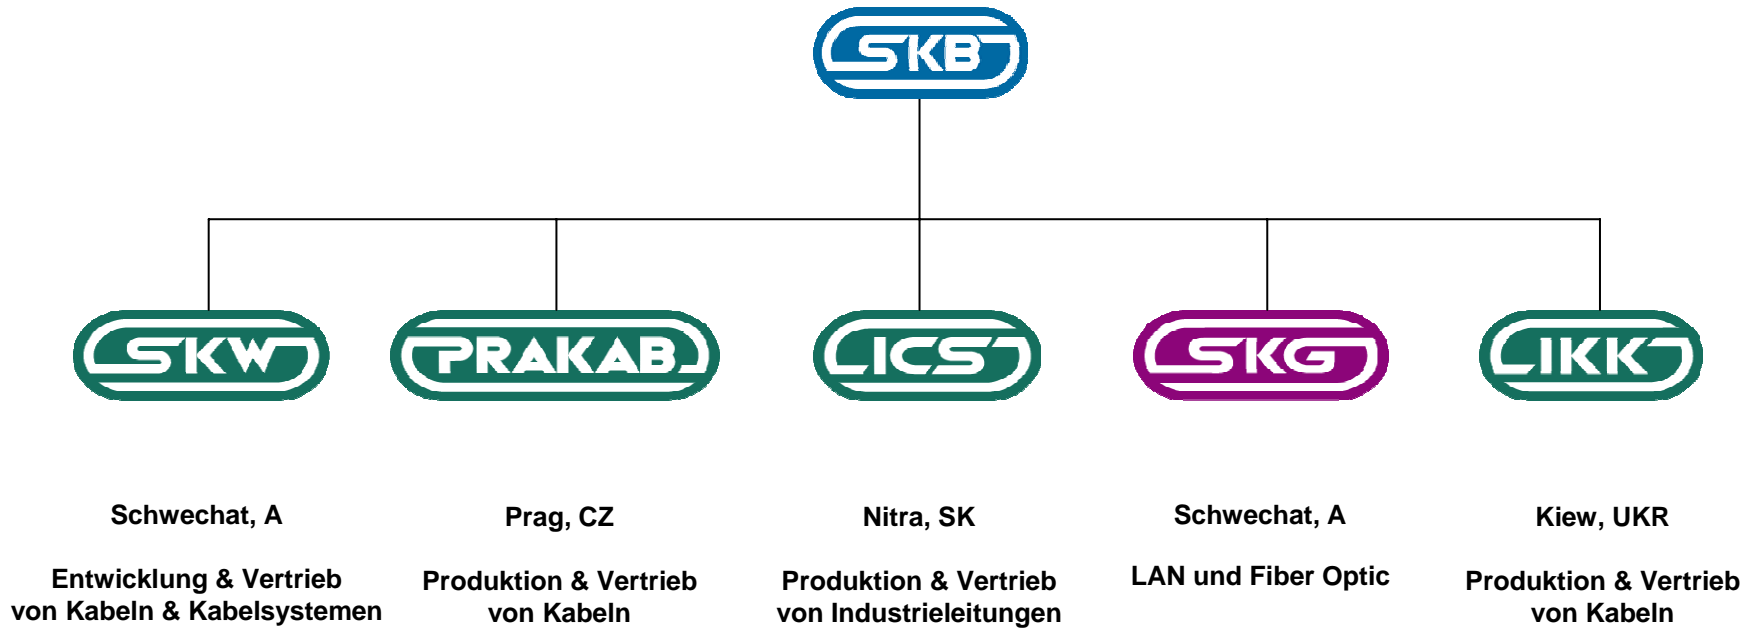 SKB
SKW
PRAKAB
ICS
SKG
IKK
Schwechat, A
Entwicklung & Vertrieb
von Kabeln & Kabelsystemen
Prag, CZ
Produktion & Vertrieb
von Kabeln
Nitra, SK
Produktion & Vertrieb
von Industrieleitungen
Schwechat, A
LAN und Fiber Optic
Kiew, UKR
Produktion & Vertrieb
von Kabeln